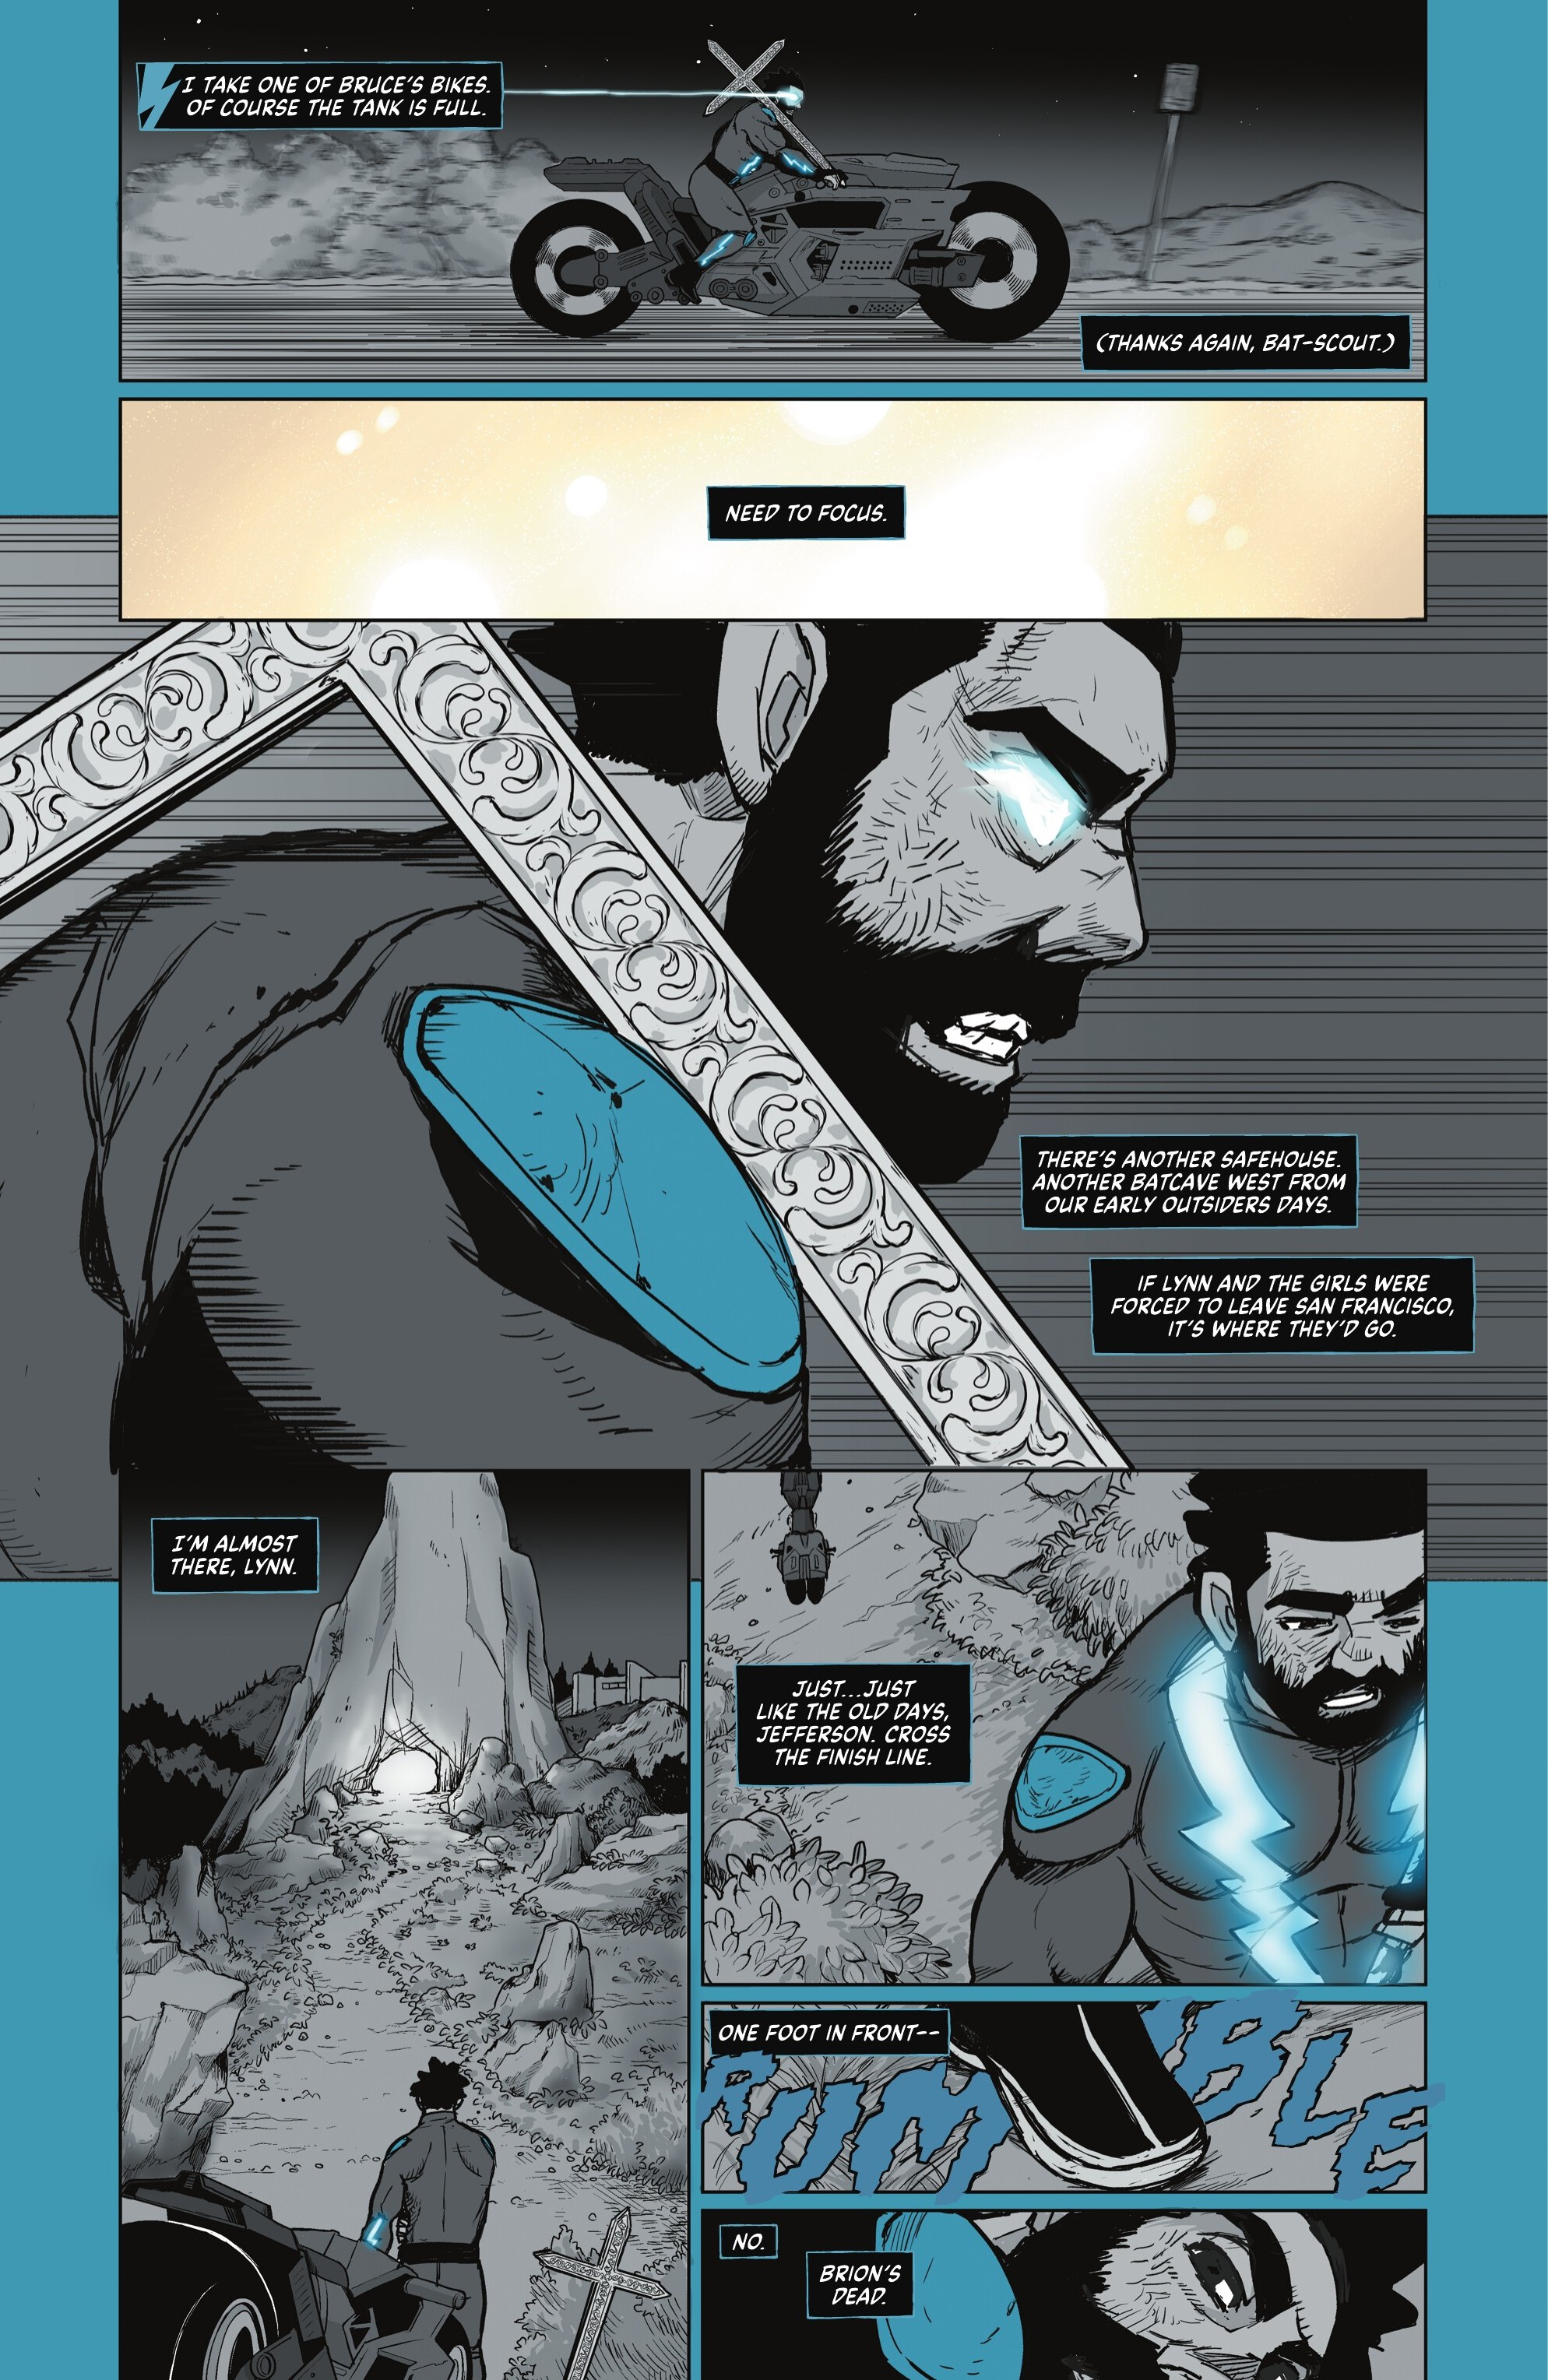 I TAKE ONE OF BRUCE'S BIKES.
OF COURSE THE TANK IS FULL.
(THANKS AGAIN, BAT-SCOUT.)
NEED TO FOCUS.
THERE'S ANOTHER SAFEHOUSE.
ANOTHER BATCAVE WEST FROM
OUR EARLY OUTSIDERS DAYS.
IF LYNN AND THE GIRLS WERE
FORCED TO LEAVE SAN FRANCISCO,
IT'S WHERE THEY'D GO.
I'M ALMOST
THERE, LYNN.
JUST...JUST
LIKE THE OLD DAYS,
JEFFERSON. CROSS
THE FINISH LINE.
ONE FOOT IN FRONT--
RUMBLE
NO.
BRION'S
DEAD.